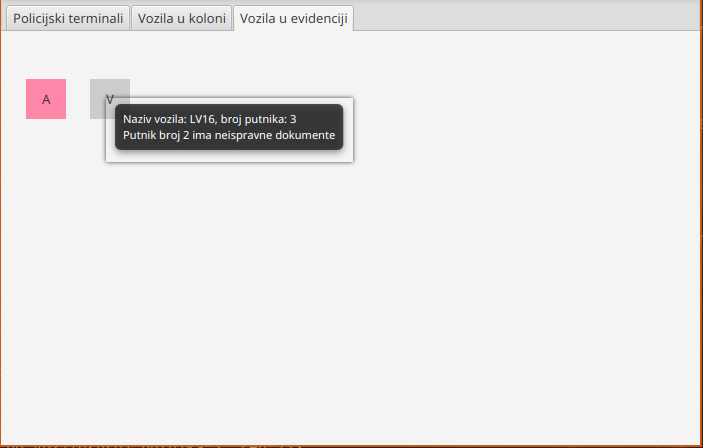 Policijski terminali
Vozila u koloni
Vozila u evidenciji
A
V
Naziv vozila: LV16, broj putnika: 3
Putnik broj 2 ima neispravne dokumente